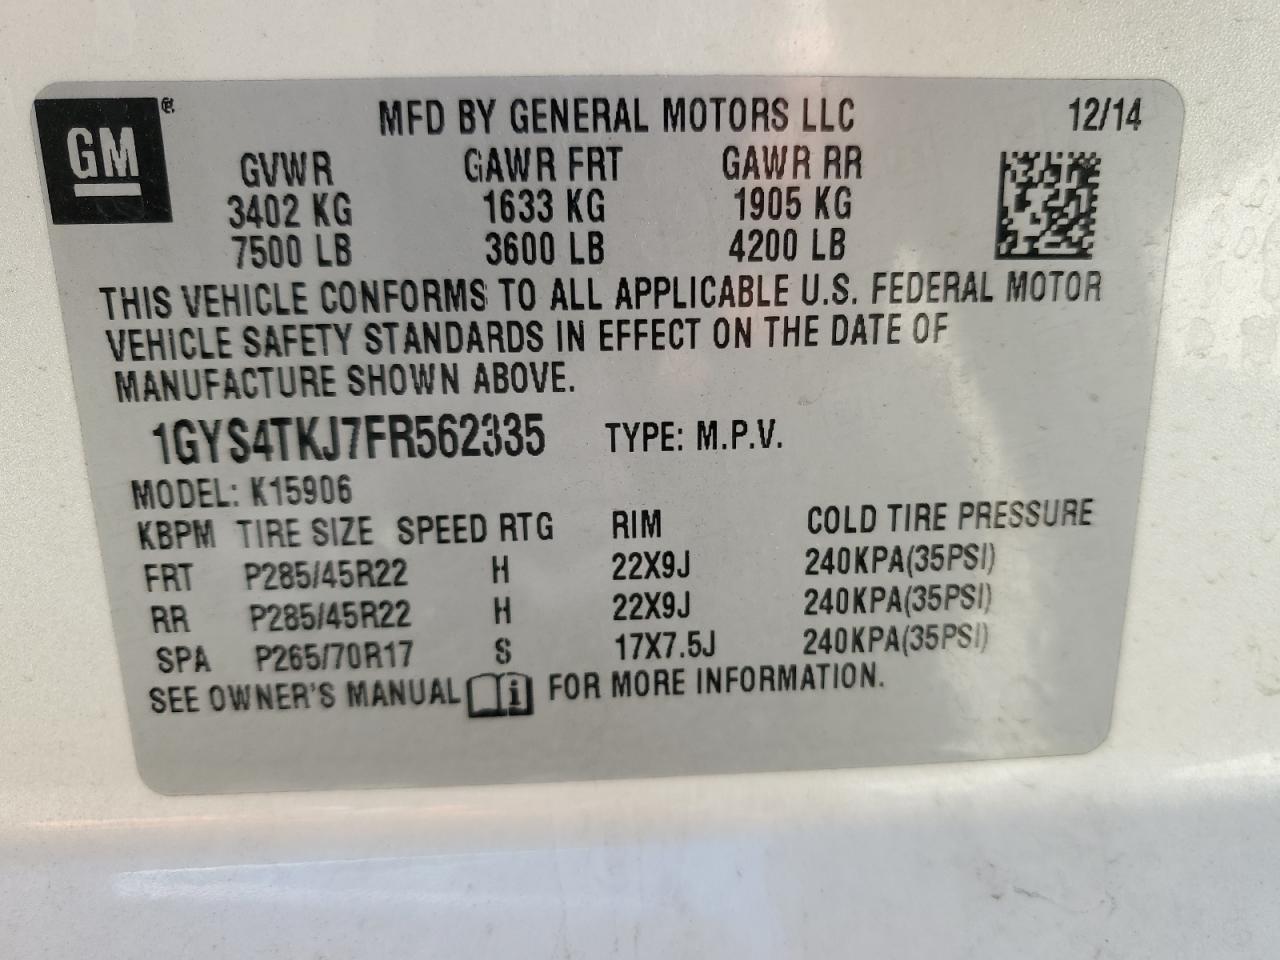 GM®
MFD BY GENERAL MOTORS LLC 12/14
GVWR GAWR FRT GAWR RR
3402 KG 1633 KG 1905 KG
7500 LB 3600 LB 4200 LB
THIS VEHICLE CONFORMS TO ALL APPLICABLE U.S. FEDERAL MOTOR
VEHICLE SAFETY STANDARDS IN EFFECT ON THE DATE OF
MANUFACTURE SHOWN ABOVE.
1GYS4TKJ7FR562335 TYPE: M.P.V.
MODEL: K15906
KBPM TIRE SIZE SPEED RTG RIM COLD TIRE PRESSURE
FRT P285/45R22 H 22X9J 240KPA(35PSI)
RR P285/45R22 H 22X9J 240KPA(35PSI)
SPA P265/70R17 S 17X7.5J 240KPA(35PSI)
SEE OWNER'S MANUAL i FOR MORE INFORMATION.